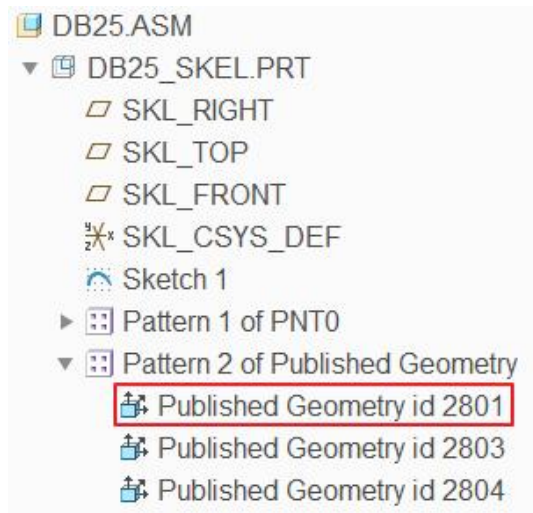 DB25.ASM
DB25_SKEL.PRT
SKL_RIGHT
SKL_TOP
SKL_FRONT
SKL_CSYS_DEF
Sketch 1
Pattern 1 of PNT0
Pattern 2 of Published Geometry
Published Geometry id 2801
Published Geometry id 2803
Published Geometry id 2804